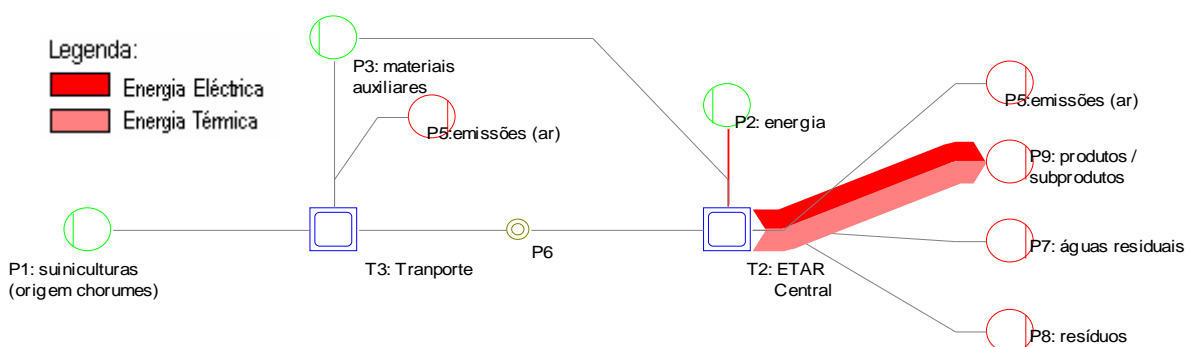 Legenda:
Energia Eléctrica
Energia Térmica
P3: materiais
auxiliares
P5:emissões (ar)
P2: energia
P5:emissões (ar)
P9: produtos /
subprodutos
P1: suiniculturas
(origem chorumes)
T3: Tranporte
P6
T2: ETAR
Central
P7: águas residuais
P8: resíduos